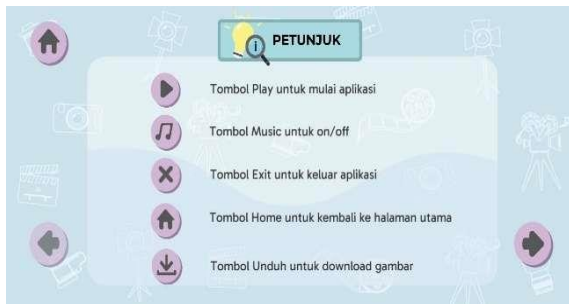 PETUNJUK
Tombol Play untuk mulai aplikasi
Tombol Music untuk on/off
Tombol Exit untuk keluar aplikasi
Tombol Home untuk kembali ke halaman utama
Tombol Unduh untuk download gambar